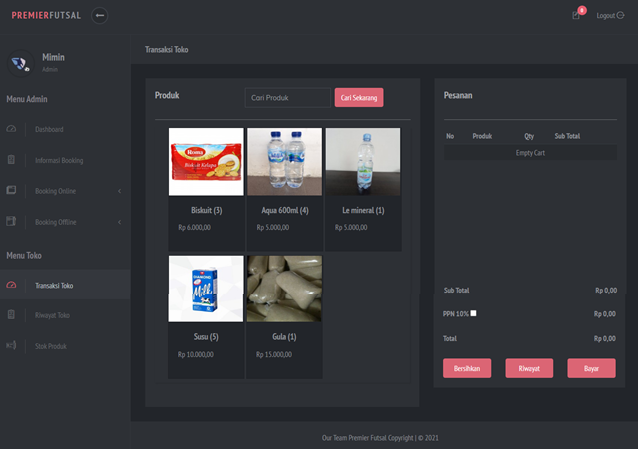 PREMIERFUTSAL
0
Logout
Mimin
Admin
Menu Admin
Dashboard
Informasi Booking
Booking Online
Booking Offline
Menu Toko
Transaksi Toko
Riwayat Toko
Stok Produk
Transaksi Toko
Produk
Cari Produk
Cari Sekarang
Roma
Biskuit Kelapa
Biskuit (3)
Rp 6.000,00
AQUA AQUA
Aqua 600ml (4)
Rp 5.000,00
Le mineral (1)
Rp 5.000,00
DIAMOND
Milk
Susu (5)
Rp 10.000,00
Gula (1)
Rp 15.000,00
Pesanan
No Produk Qty Sub Total
Empty Cart
Sub Total Rp 0,00
PPN 10% Rp 0,00
Total Rp 0,00
Bersihkan Riwayat Bayar
Our Team Premier Futsal Copyright | © 2021